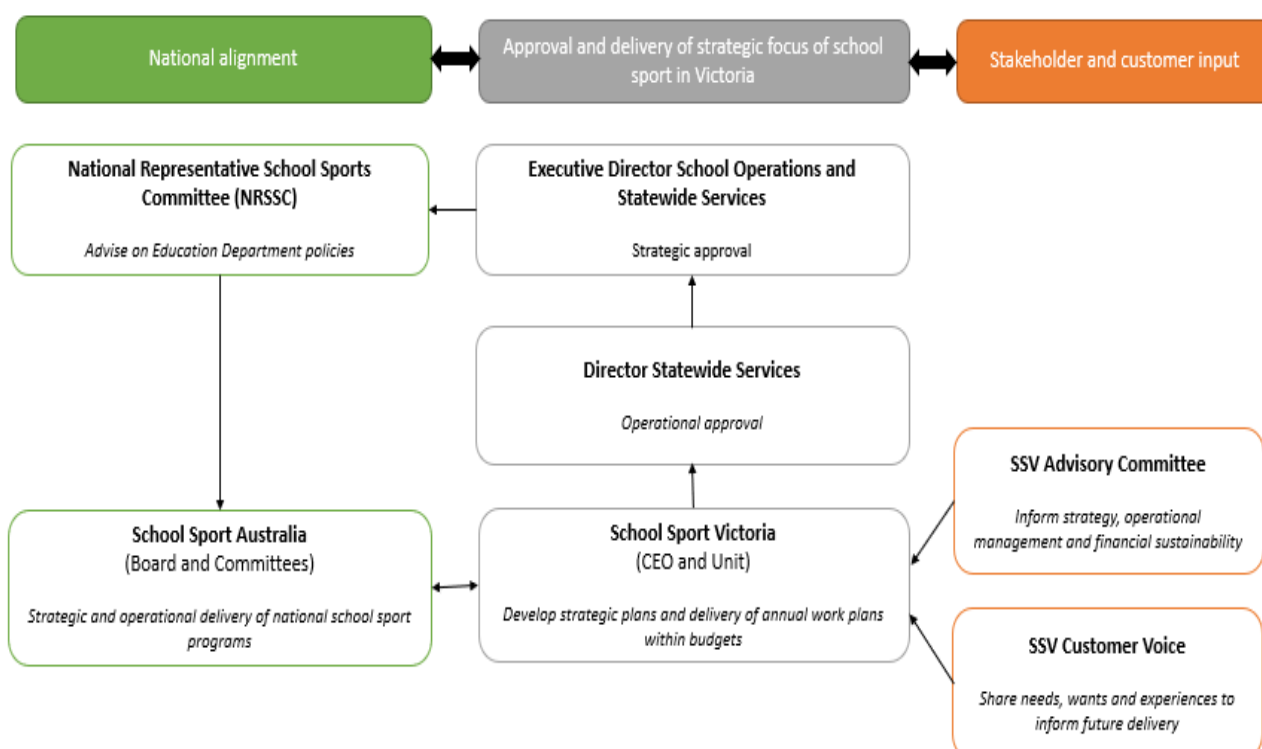 National alignment
Approval and delivery of strategic focus of school
sport in Victoria
Stakeholder and customer input
National Representative School Sports
Committee (NRSSC)
Advise on Education Department policies
Executive Director School Operations and
Statewide Services
Strategic approval
Director Statewide Services
Operational approval
School Sport Australia
(Board and Committees)
Strategic and operational delivery of national school sport
programs
School Sport Victoria
(CEO and Unit)
Develop strategic plans and delivery of annual work plans
within budgets
SSV Advisory Committee
Inform strategy, operational
management and financial sustainability
SSV Customer Voice
Share needs, wants and experiences to
inform future delivery